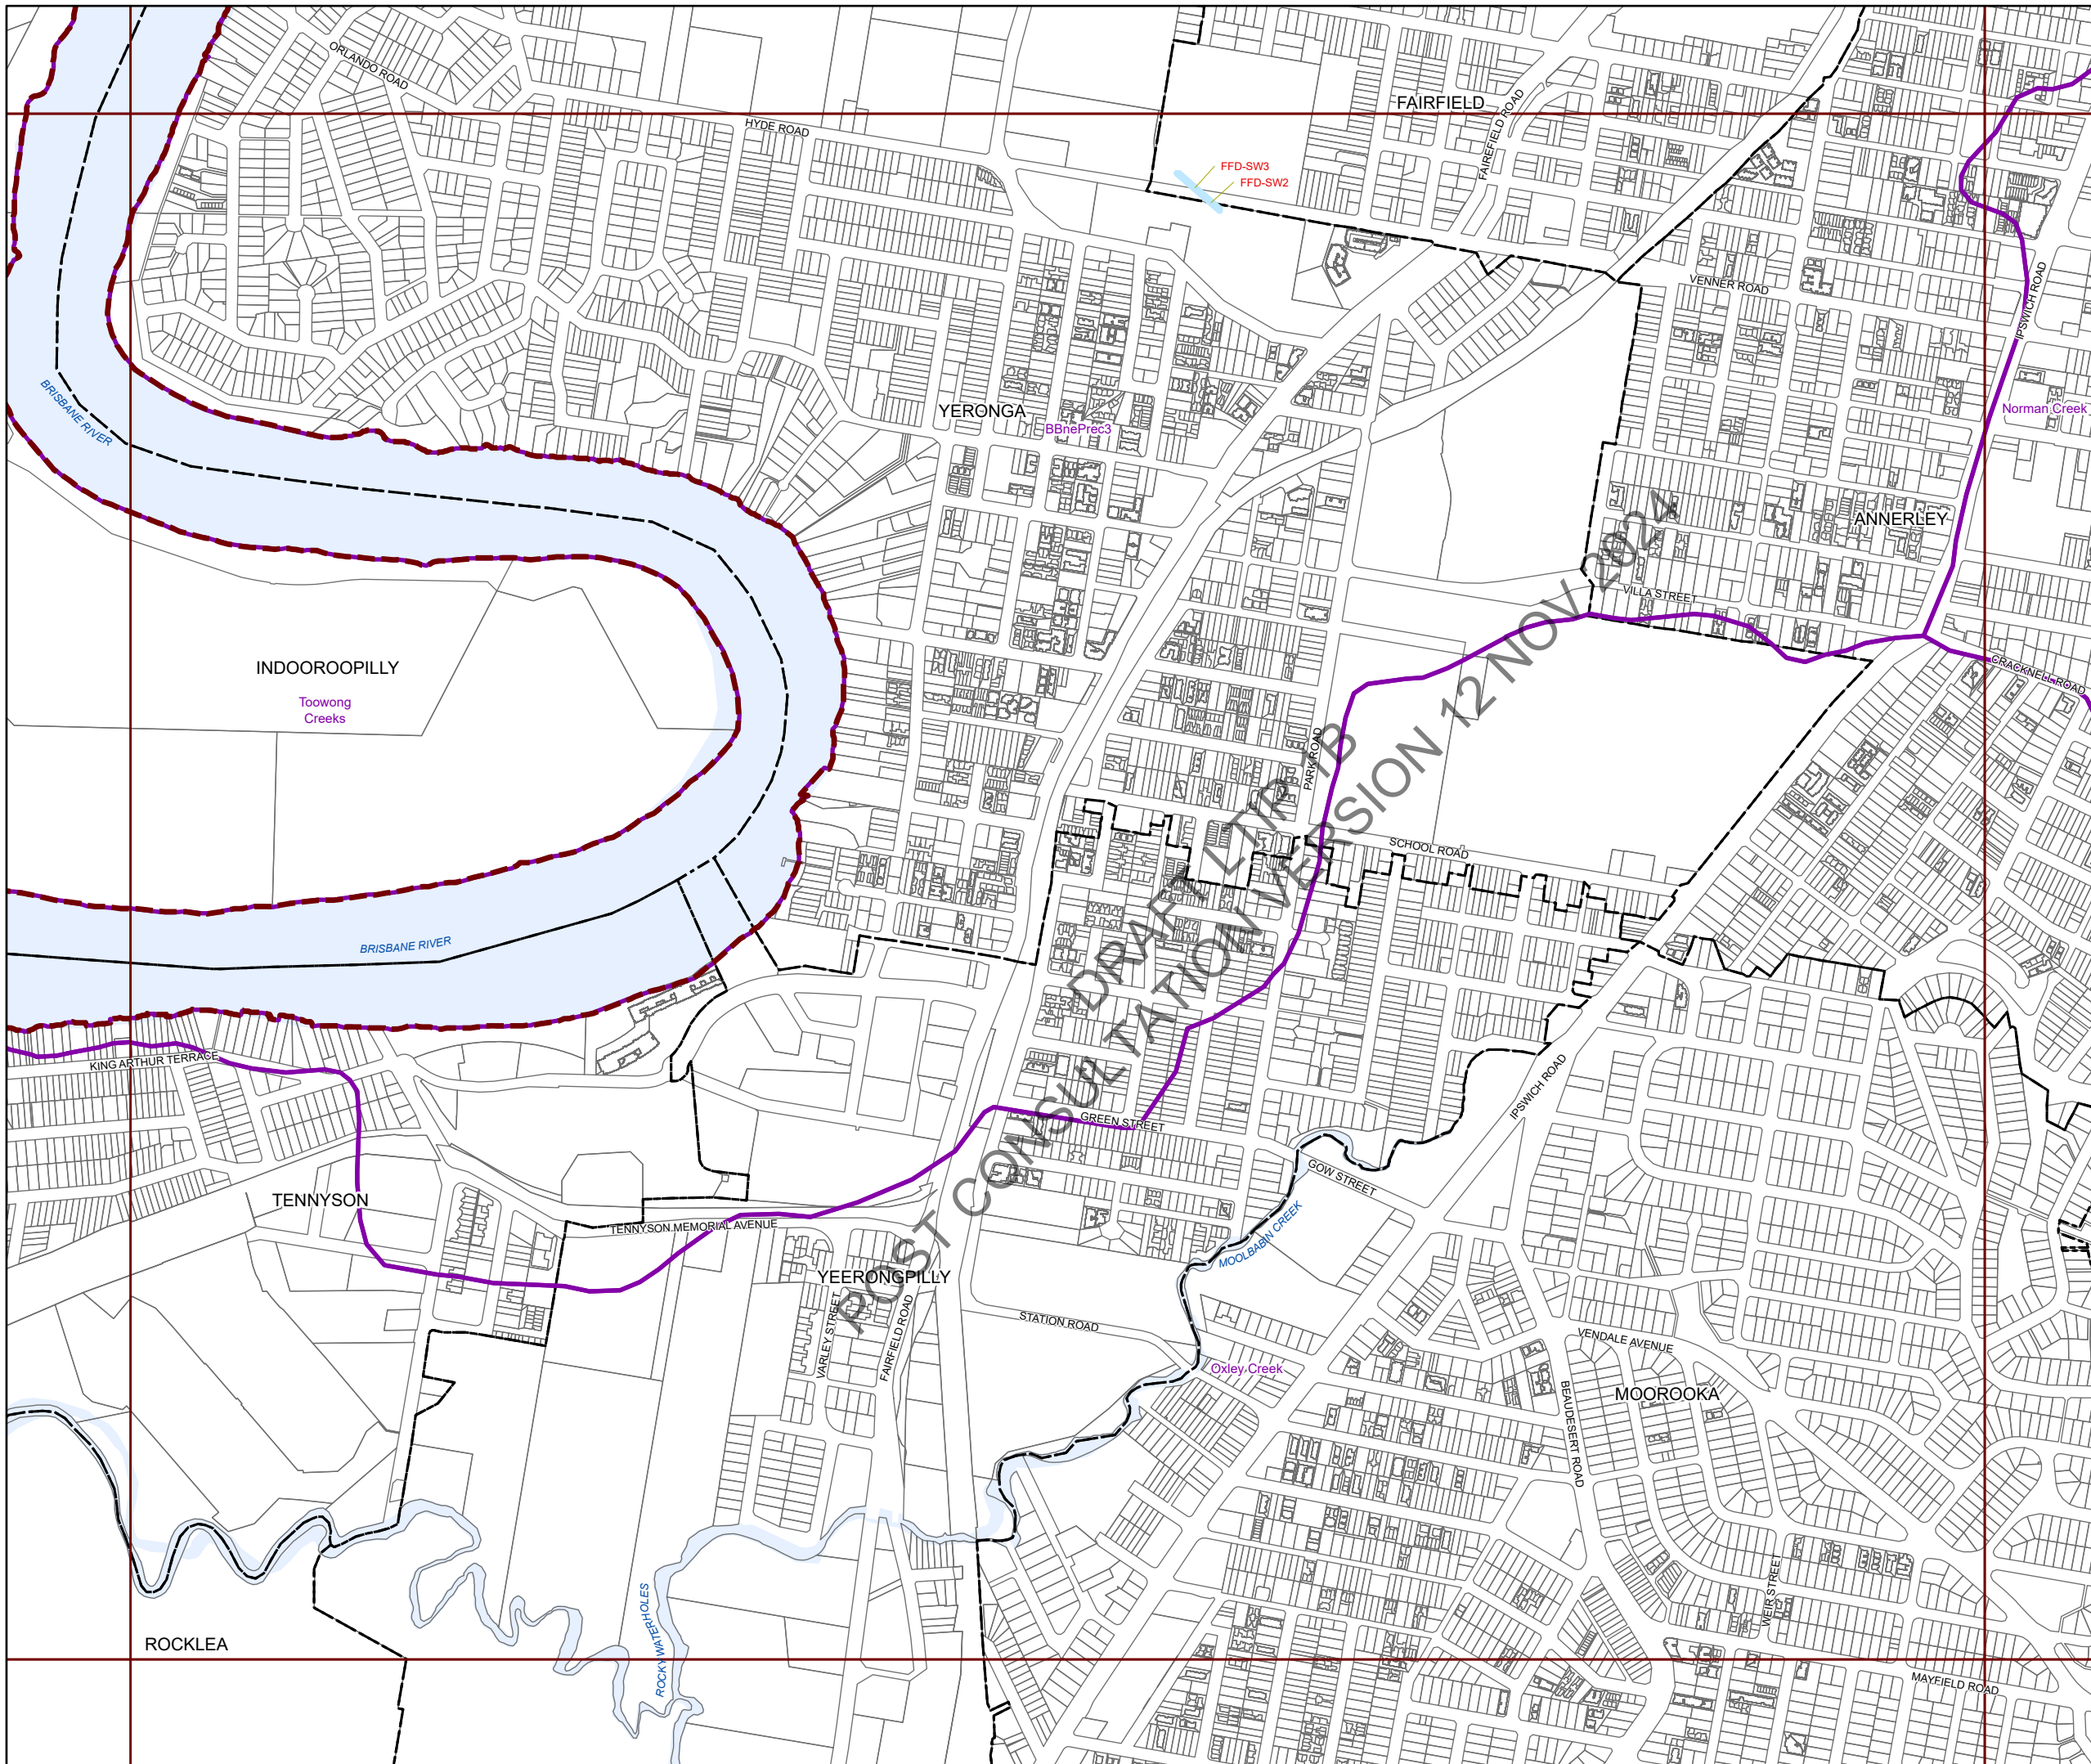 ORLANDO ROAD
FAIRFIELD
FAIREFIELD ROAD
HYDE ROAD
FFD-SW3
FFD-SW2
IPSWICH ROAD
VENNER ROAD
BRISBANE RIVER
YERONGA
BBnePrec3
Norman Creek
ANNERLEY
VILLA STREET
INDOOROOPILLY
Toowong
Creeks
CRACKNELL ROAD
PARK ROAD
SCHOOL ROAD
BRISBANE RIVER
DRAFT LTIP 1B
POST CONSULTATION VERSION 12 NOV 2024
KING ARTHUR TERRACE
IPSWICH ROAD
GREEN STREET
GOW STREET
TENNYSON
TENNYSON MEMORIAL AVENUE
MOOLBABIN CREEK
YEERONGPILLY
VARLEY STREET
FAIRFIELD ROAD
STATION ROAD
VENDALE AVENUE
Oxley Creek
MOOROOKA
BEAUDESERT ROAD
WEIR STREET
ROCKYWATERHOLES
ROCKLEA
MAYFIELD ROAD